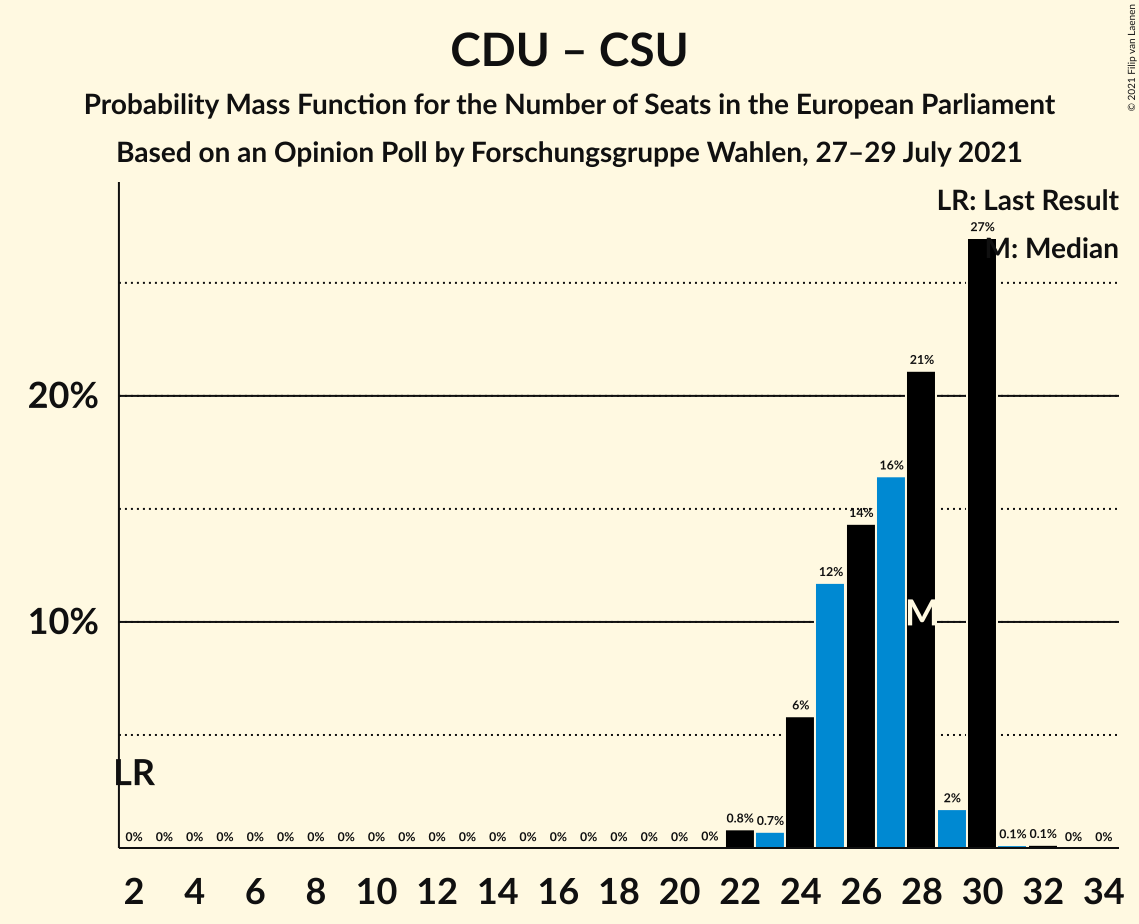 © 2021 Filip van Laenen
CDU – CSU
Probability Mass Function for the Number of Seats in the European Parliament
Based on an Opinion Poll by Forschungsgruppe Wahlen, 27–29 July 2021
LR: Last Result
M: Median
27%
21%
20%
16%
14%
12%
M
10%
6%
LR
2%
0% 0% 0% 0% 0% 0% 0% 0% 0% 0% 0% 0% 0% 0% 0% 0% 0% 0% 0% 0% 0.8% 0.7% 0.1% 0.1% 0% 0%
2 4 6 8 10 12 14 16 18 20 22 24 26 28 30 32 34